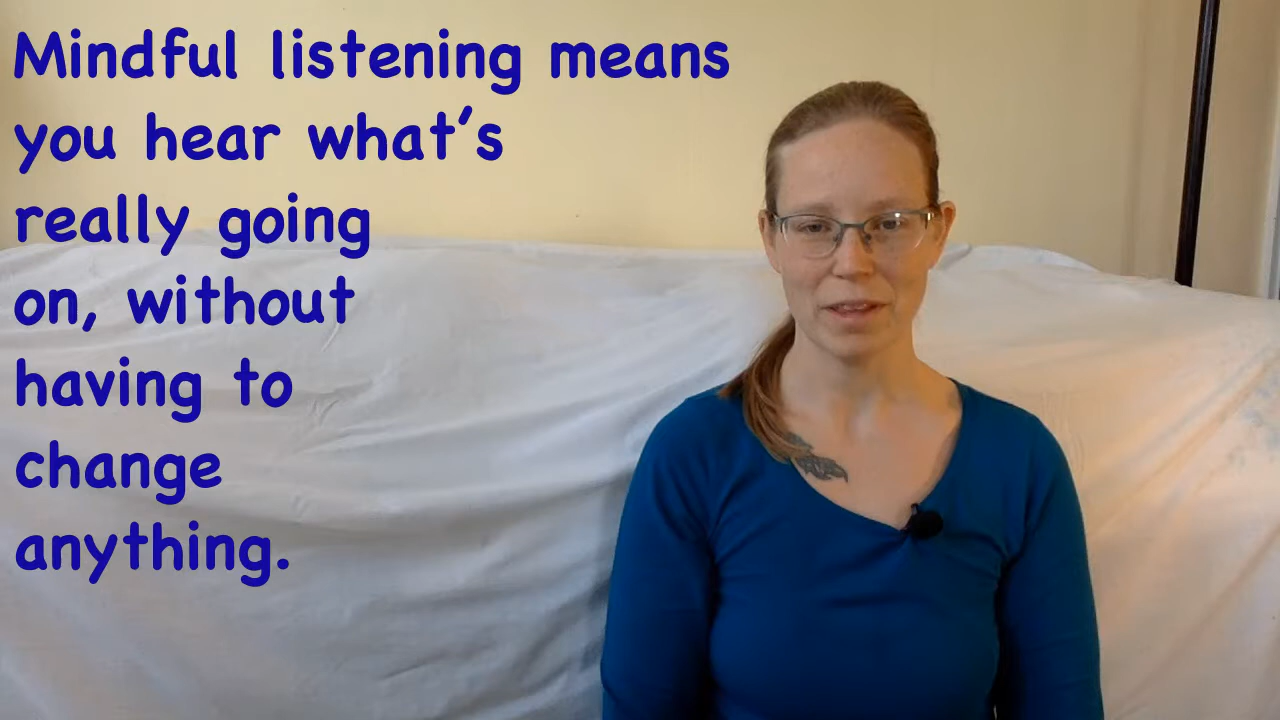 Mindful listening means
you hear what's
really going
on, without
having to
change
anything.